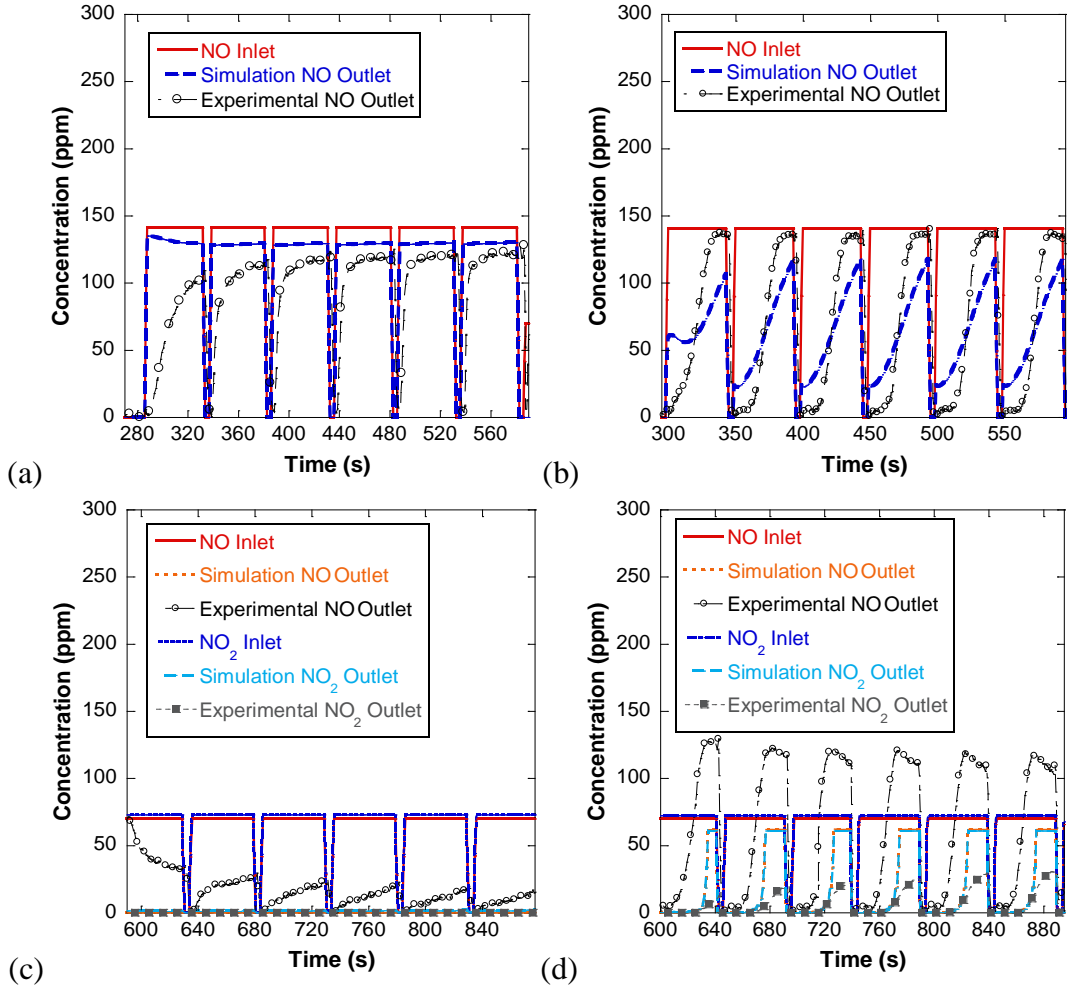 300
250
200
150
100
50
0
Concentration (ppm)
NO Inlet
Simulation NO Outlet
Experimental NO Outlet
280 320 360 400 440 480 520 560
Time (s)
(a)
300
250
200
150
100
50
0
Concentration (ppm)
NO Inlet
Simulation NO Outlet
Experimental NO Outlet
300 350 400 450 500 550
Time (s)
(b)
300
250
200
150
100
50
0
Concentration (ppm)
NO Inlet
Simulation NO Outlet
Experimental NO Outlet
NO2 Inlet
Simulation NO2 Outlet
Experimental NO2 Outlet
600 640 680 720 760 800 840
Time (s)
(c)
300
250
200
150
100
50
0
Concentration (ppm)
NO Inlet
Simulation NO Outlet
Experimental NO Outlet
NO2 Inlet
Simulation NO2 Outlet
Experimental NO2 Outlet
600 640 680 720 760 800 840 880
Time (s)
(d)